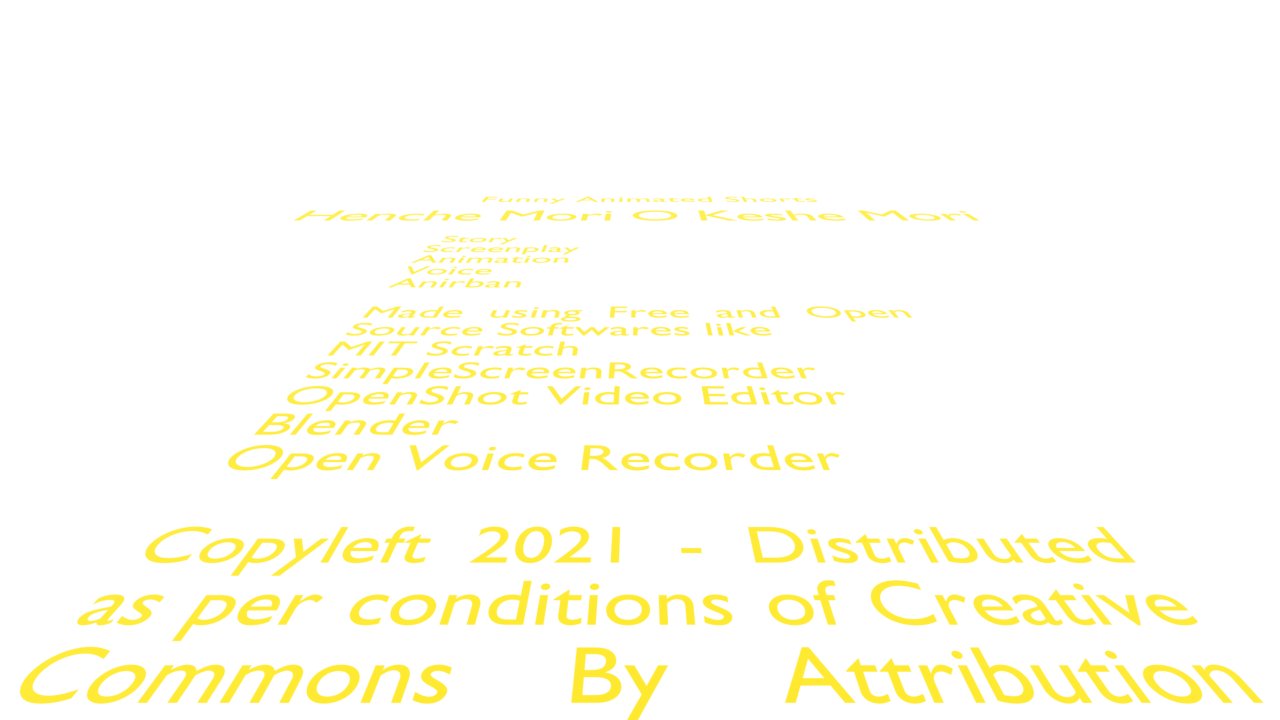 Funny Animated Shorts
Henche Mori O Keshe Mori
Story
Screenplay
Animation
Voice
Anirban
Made using Free and Open
Source Softwares like
MIT Scratch
SimpleScreenRecorder
OpenShot Video Editor
Blender
Open Voice Recorder
Copyleft 2021 - Distributed
as per conditions of Creative
Commons By Attribution